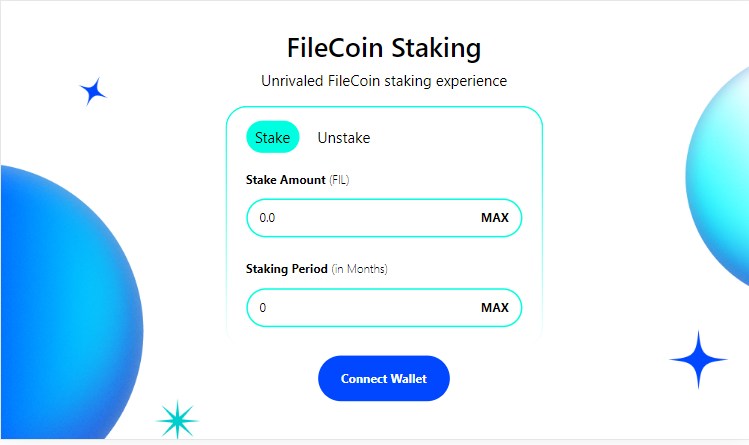 FileCoin Staking
Unrivaled FileCoin staking experience
Stake Unstake
Stake Amount (FIL)
0.0 MAX
Staking Period (in Months)
0 MAX
Connect Wallet